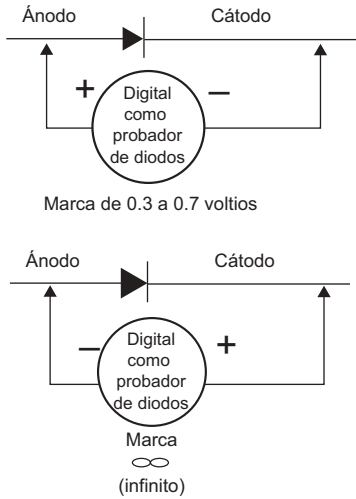 Ánodo Cátodo
+ Digital –
como
probador
de diodos
Marca de 0.3 a 0.7 voltios
Ánodo Cátodo
– Digital +
como
probador
de diodos
Marca
∞
(infinito)